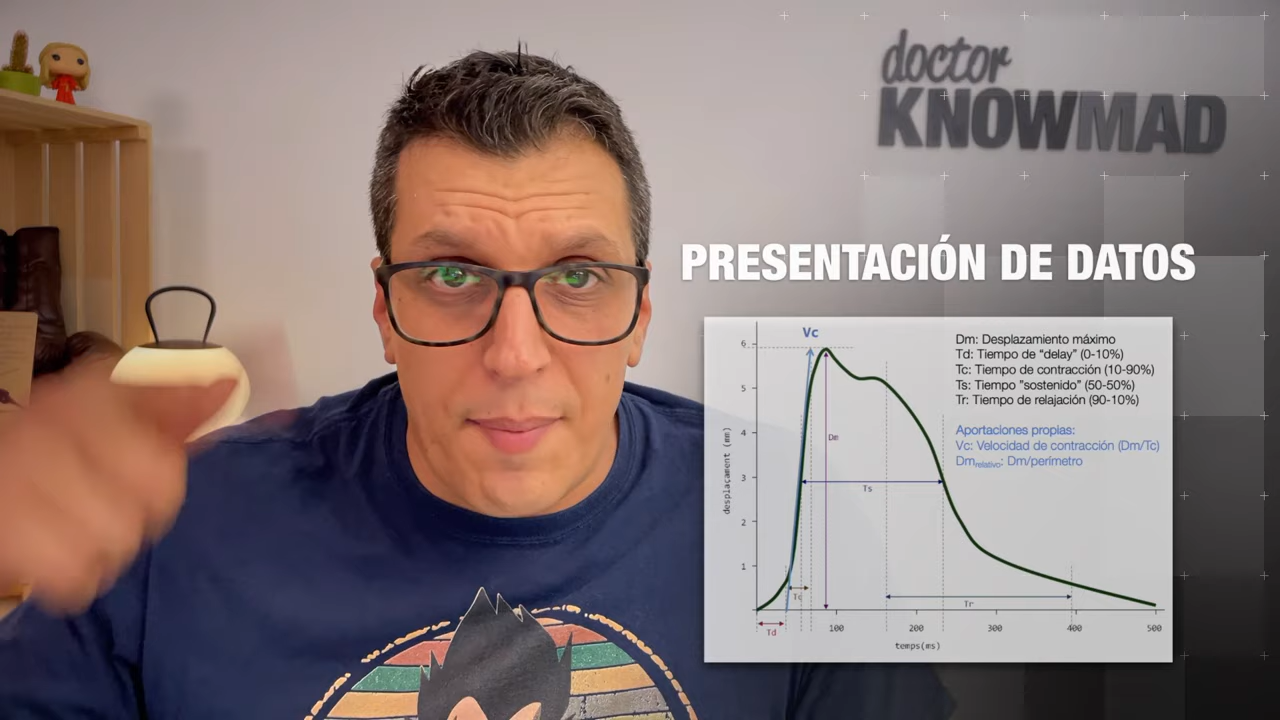 doctor
KNOWMAD
PRESENTACIÓN DE DATOS
Vc
Dm: Desplazamiento máximo
Td: Tiempo de “delay” (0-10%)
Tc: Tiempo de contracción (10-90%)
Ts: Tiempo "sostenido” (50-50%)
Tr: Tiempo de relajación (90-10%)
Aportaciones propias:
Vc: Velocidad de contracción (Dm/Tc)
Dmrelativo: Dm/perímetro
6
5
4
3
2
1
desplaçament (mm)
Dm
Ts
Tc
Tr
Td
100
200
300
400
500
temps(ms)